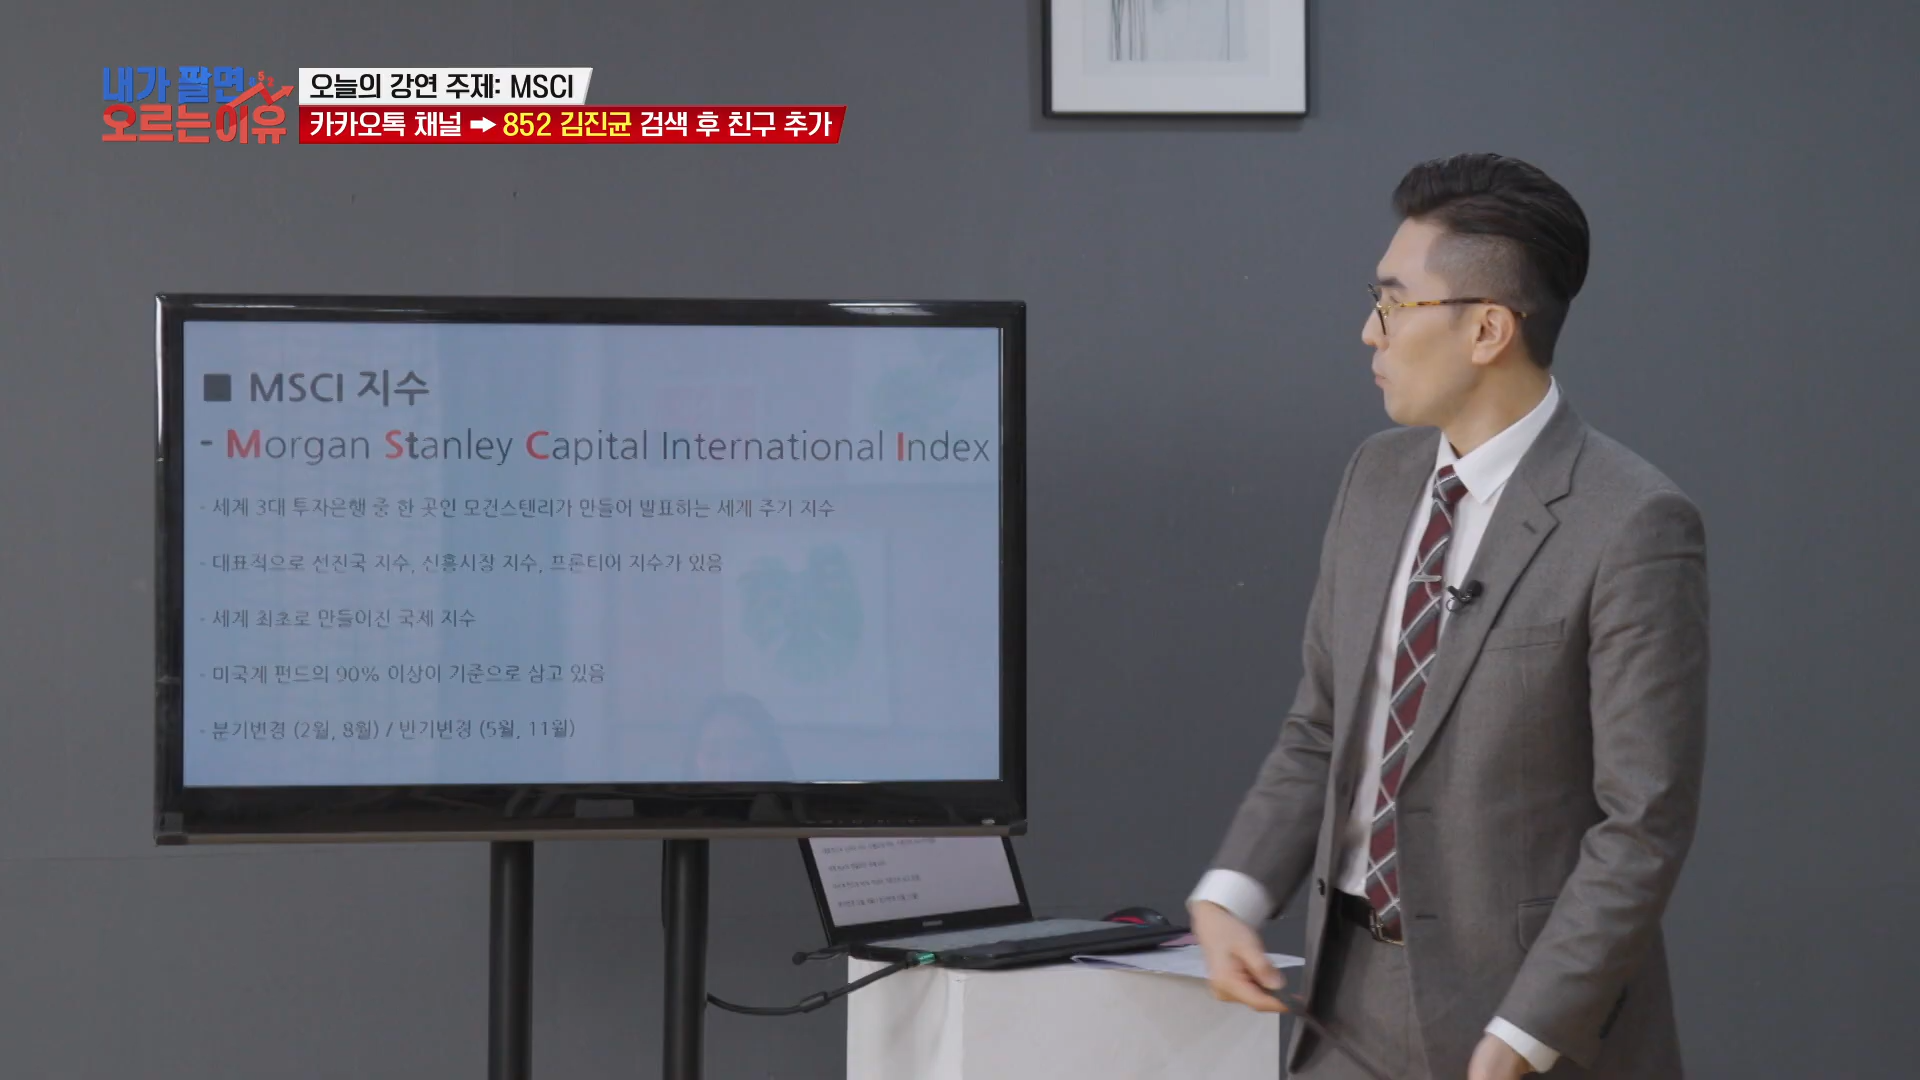 내가 팔면
오르는 이유
852
오늘의 강연 주제: MSCI
카카오톡 채널 ➡ 852 김진균 검색 후 친구 추가
■ MSCI 지수
- Morgan Stanley Capital International Index
- 세계 3대 투자은행 중 한 곳인 모건스텐리가 만들어 발표하는 세계 주가 지수
- 대표적으로 선진국 지수, 신흥시장 지수, 프론티어 지수가 있음
- 세계 최초로 만들어진 국제 지수
- 미국계 펀드의 90% 이상이 기준으로 삼고 있음
- 분기변경 (2월, 8월) / 반기변경 (5월, 11월)